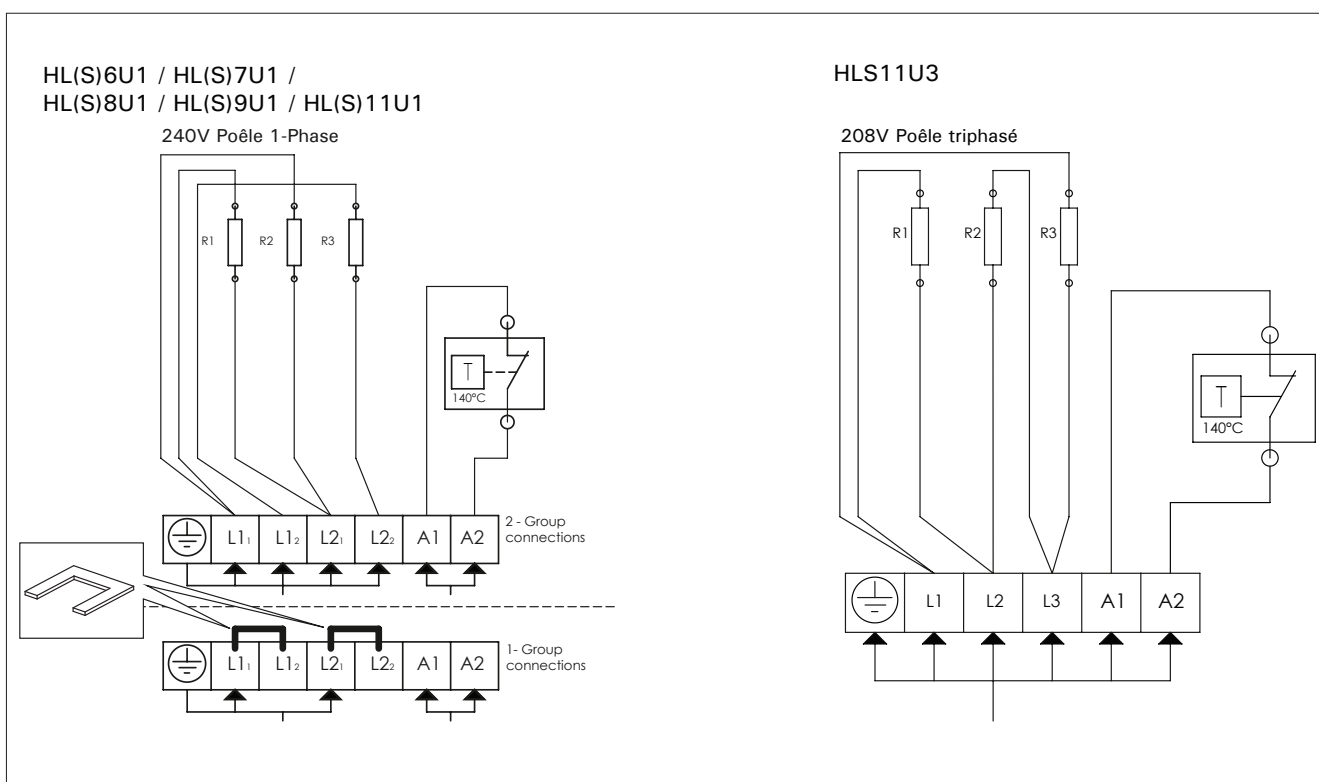 HL(S)6U1 / HL(S)7U1 /
HL(S)8U1 / HL(S)9U1 / HL(S)11U1
240V Poêle 1-Phase
R1 R2 R3
T
140°C
L1₁ L1₂ L2₁ L2₂ A1 A2
2 - Group
connections
L1₁ L1₂ L2₁ L2₂ A1 A2
1- Group
connections
HLS11U3
208V Poêle triphasé
R1 R2 R3
T
140°C
L1 L2 L3 A1 A2